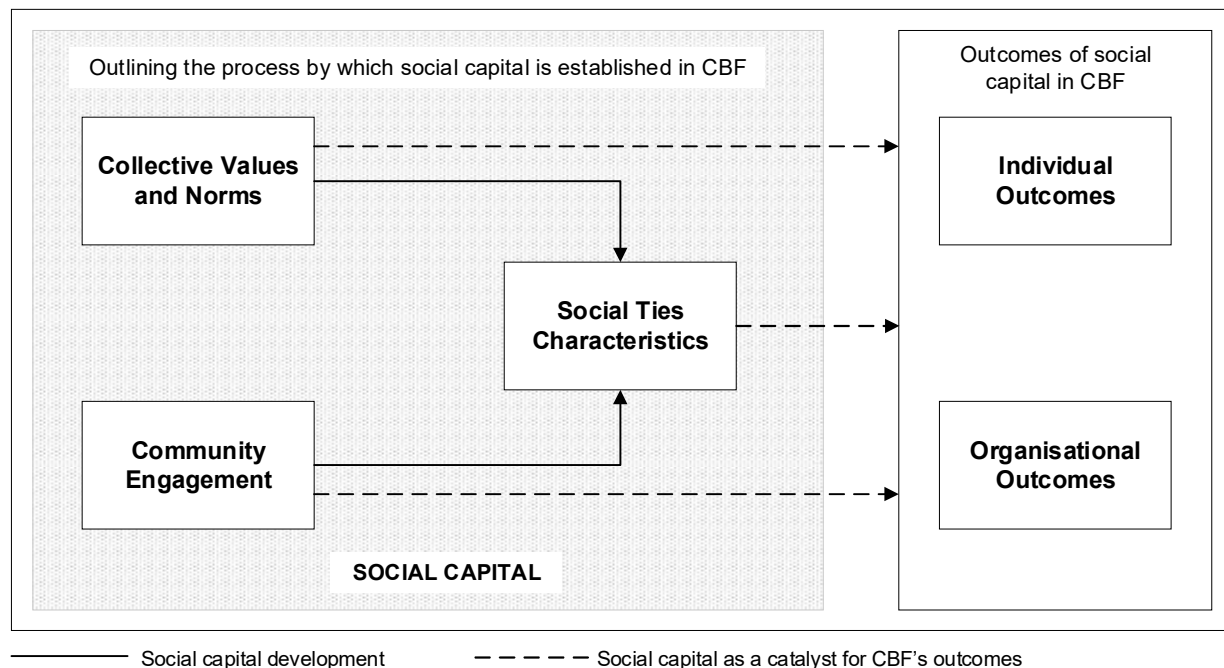 Outlining the process by which social capital is established in CBF
Outcomes of social
capital in CBF
Collective Values
and Norms
Individual
Outcomes
Social Ties
Characteristics
Community
Engagement
Organisational
Outcomes
SOCIAL CAPITAL
Social capital development
Social capital as a catalyst for CBF's outcomes